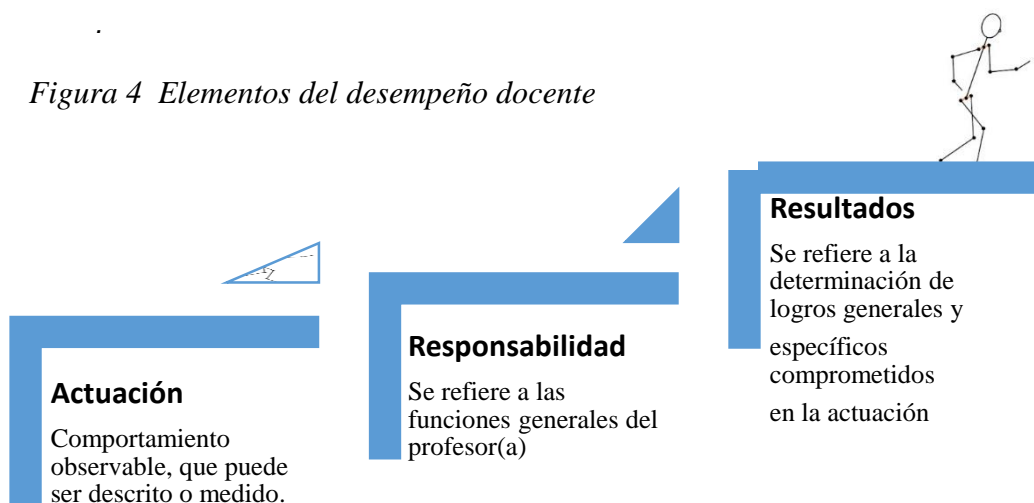 .
Figura 4 Elementos del desempeño docente
Actuación
Comportamiento
observable, que puede
ser descrito o medido.
Responsabilidad
Se refiere a las
funciones generales del
profesor(a)
Resultados
Se refiere a la
determinación de
logros generales y
específicos
comprometidos
en la actuación